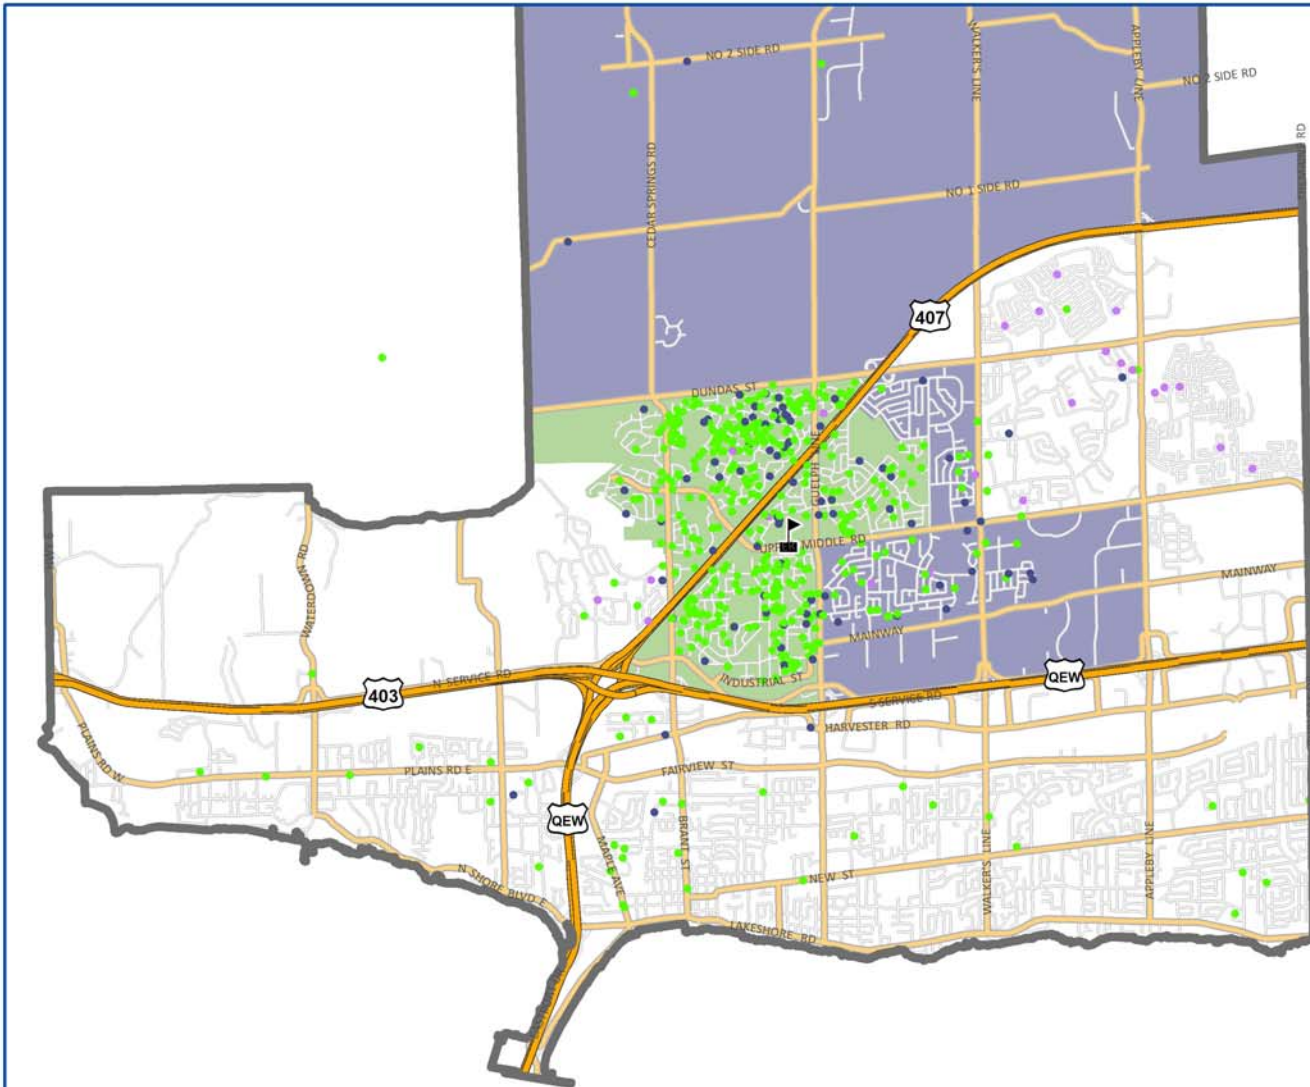 NO 2 SIDE RD
WALKER'S LINE
APPLEBY LINE
NO 2 SIDE RD
CEDAR SPRINGS RD
RD
NO 1 SIDE RD
407
DUNDAS ST
GUELPH LINE
UPPER MIDDLE RD
WATERDOWN RD
MAINWAY
MAINWAY
N SERVICE RD
403
INDUSTRIAL ST
QEW
S SERVICE RD
HARVESTER RD
PLAINS RD W
PLAINS RD E
FAIRVIEW ST
QEW
MAPLE AVE
BRANT ST
WALKER'S LINE
APPLEBY LINE
N SHORE BLVD E
NEW ST
LAKESHORE RD